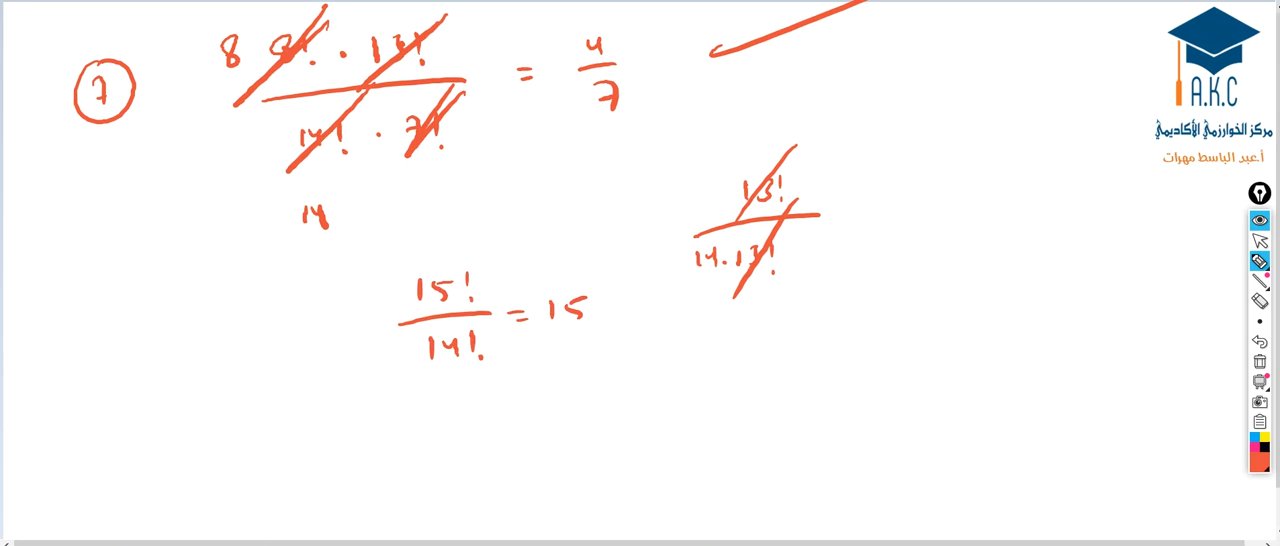 7
8 8! · 13!
14! · 7!
= 4
7
14
13!
14 · 13!
15!
14!
= 15
A.K.C
مركز الخوارزمي الأكاديمي
أ.عبد الباسط مهرات